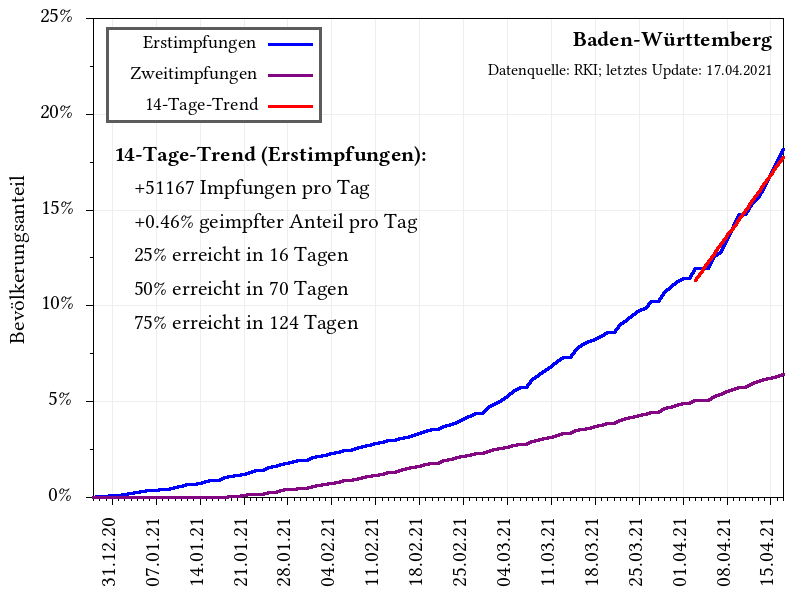 25%
20%
15%
10%
5%
0%
Bevölkerungsanteil
Erstimpfungen
Zweitimpfungen
14-Tage-Trend
Baden-Württemberg
Datenquelle: RKI; letztes Update: 17.04.2021
14-Tage-Trend (Erstimpfungen):
+51167 Impfungen pro Tag
+0.46% geimpfter Anteil pro Tag
25% erreicht in 16 Tagen
50% erreicht in 70 Tagen
75% erreicht in 124 Tagen
31.12.20
07.01.21
14.01.21
21.01.21
28.01.21
04.02.21
11.02.21
18.02.21
25.02.21
04.03.21
11.03.21
18.03.21
25.03.21
01.04.21
08.04.21
15.04.21